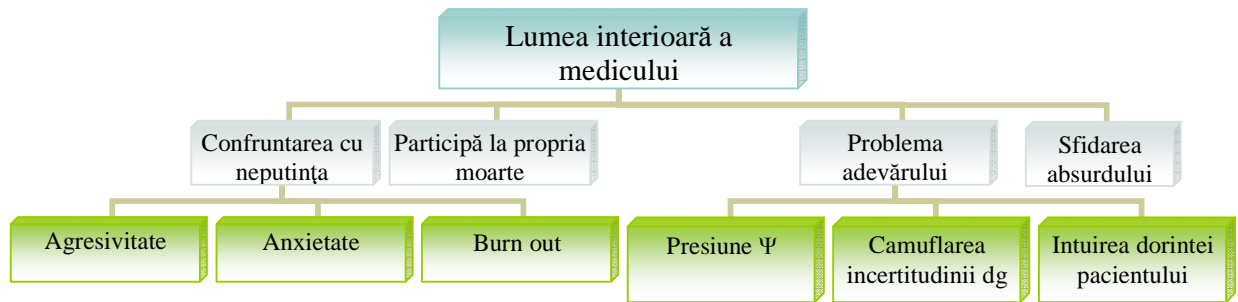 Lumea interioară a
medicului
Confruntarea cu
neputinţa
Participă la propria
moarte
Problema
adevărului
Sfidarea
absurdului
Agresivitate
Anxietate
Burn out
Presiune Ψ
Camuflarea
incertitudinii dg
Intuirea dorintei
pacientului